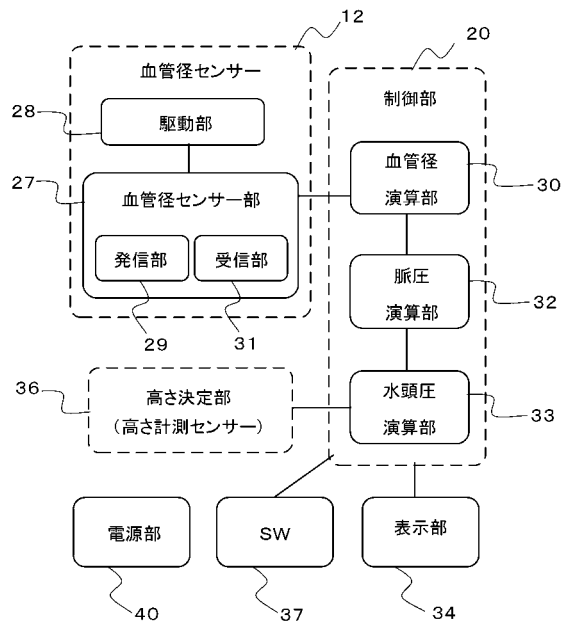 12
血管径センサー
28
駆動部
27
血管径センサー部
発信部
受信部
29
31
20
制御部
血管径
演算部
30
脈圧
演算部
32
水頭圧
演算部
33
36
高さ決定部
(高さ計測センサー)
電源部
40
SW
37
表示部
34